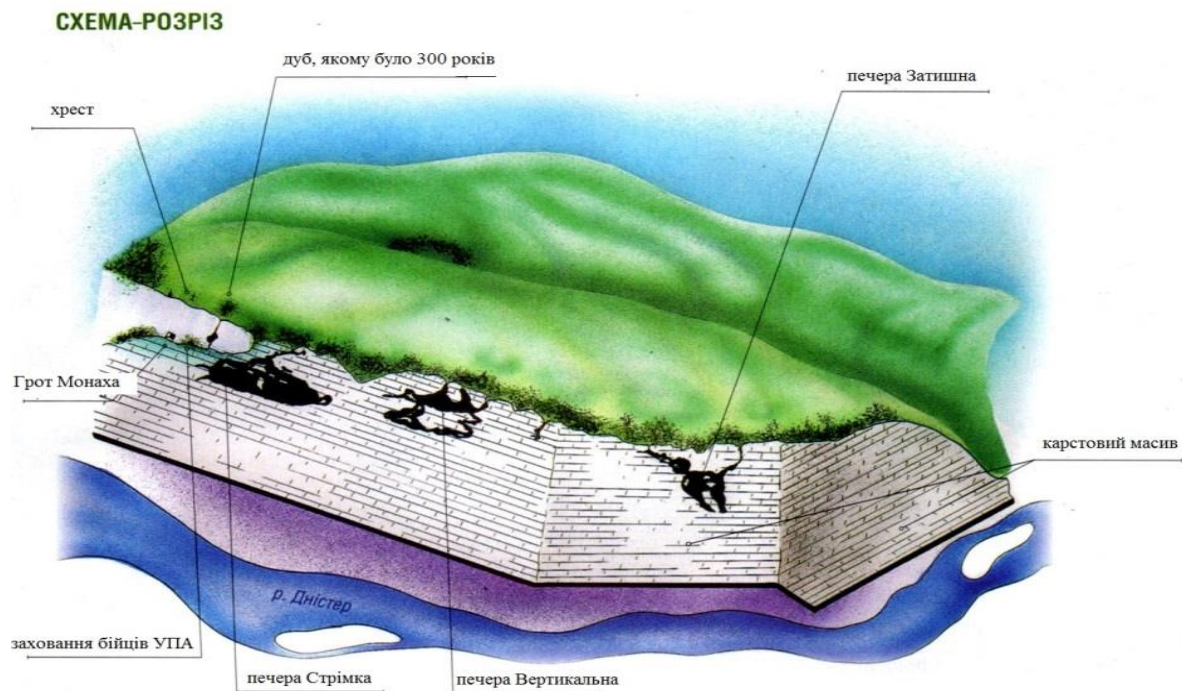 СХЕМА-РОЗРІЗ
дуб, якому було 300 років
печера Затишна
хрест
Грот Монаха
карстовий масив
р. Дністер
заховання бійців УПА
печера Стрімка
печера Вертикальна